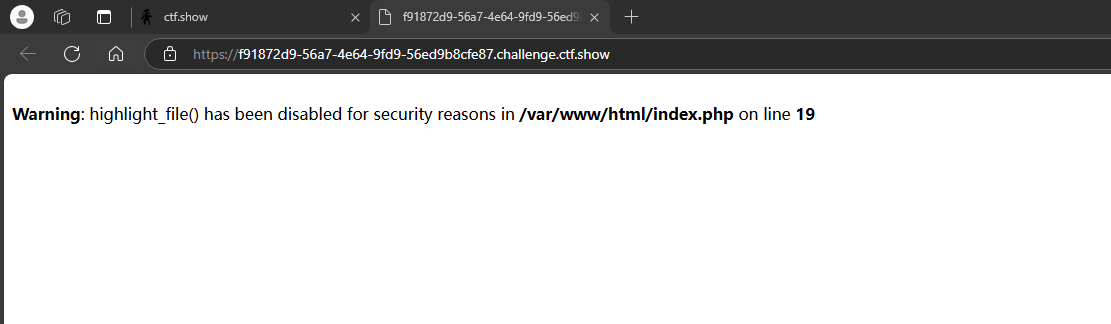 ctf.show
f91872d9-56a7-4e64-9fd9-56ed9
https://f91872d9-56a7-4e64-9fd9-56ed9b8cfe87.challenge.ctf.show
Warning: highlight_file() has been disabled for security reasons in /var/www/html/index.php on line 19